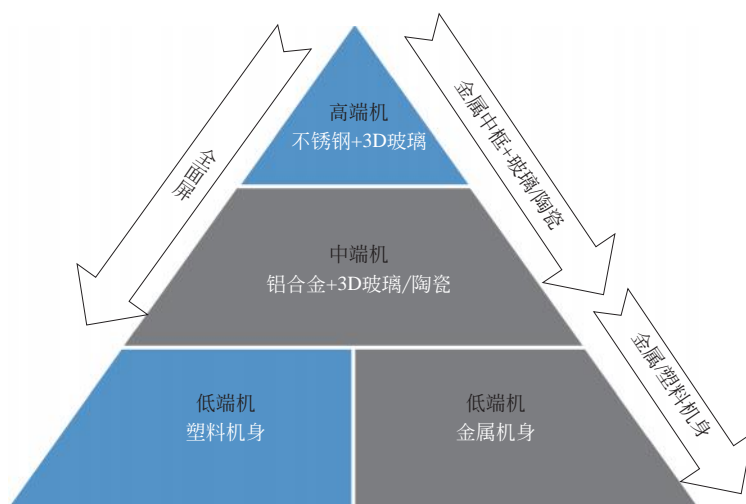 高端机
不锈钢+3D玻璃
全面屏
金属中框+玻璃/陶瓷
中端机
铝合金+3D玻璃/陶瓷
金属/塑料机身
低端机
塑料机身
低端机
金属机身